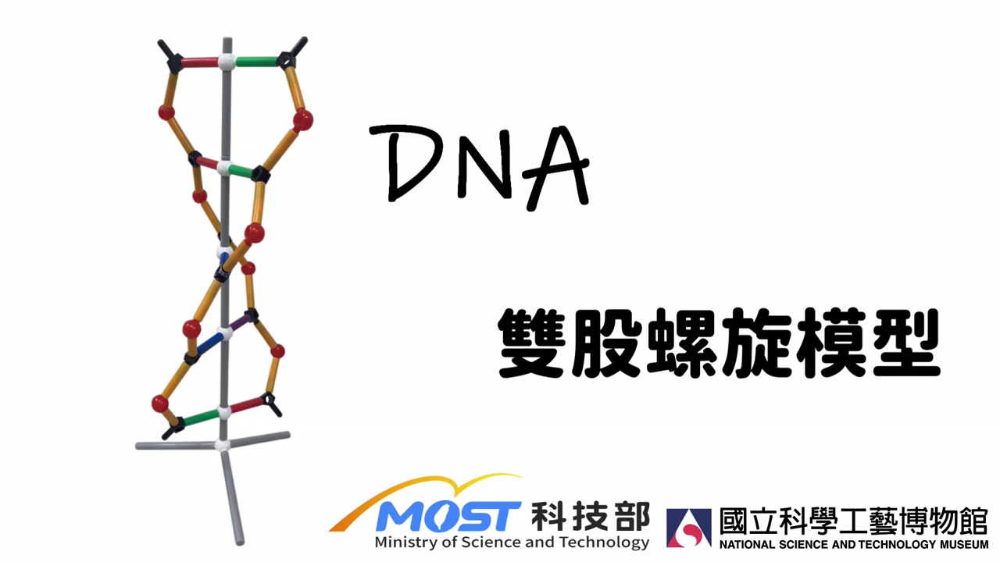 DNA
雙股螺旋模型
MOST 科技部
Ministry of Science and Technology
國立科學工藝博物館
NATIONAL SCIENCE AND TECHNOLOGY MUSEUM